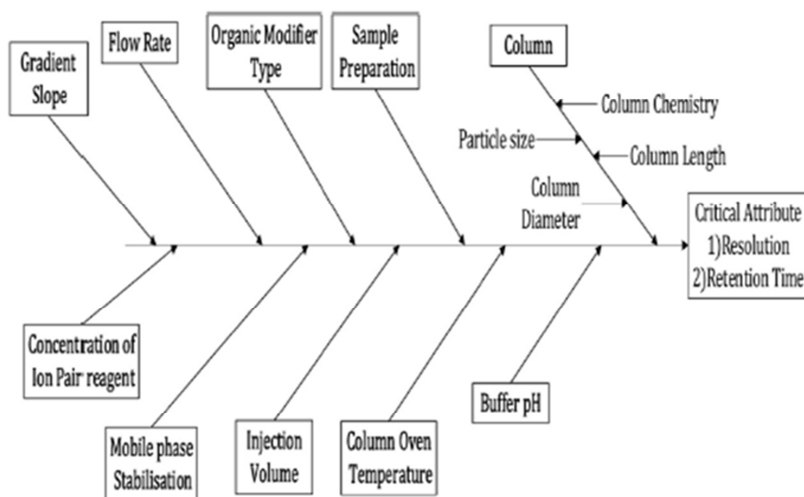 Gradient
Slope
Flow Rate
Organic Modifier
Type
Sample
Preparation
Column
Column Chemistry
Particle size
Column Length
Column
Diameter
Critical Attribute
1)Resolution
2)Retention Time
Concentration of
Ion Pair reagent
Mobile phase
Stabilisation
Injection
Volume
Column Oven
Temperature
Buffer pH